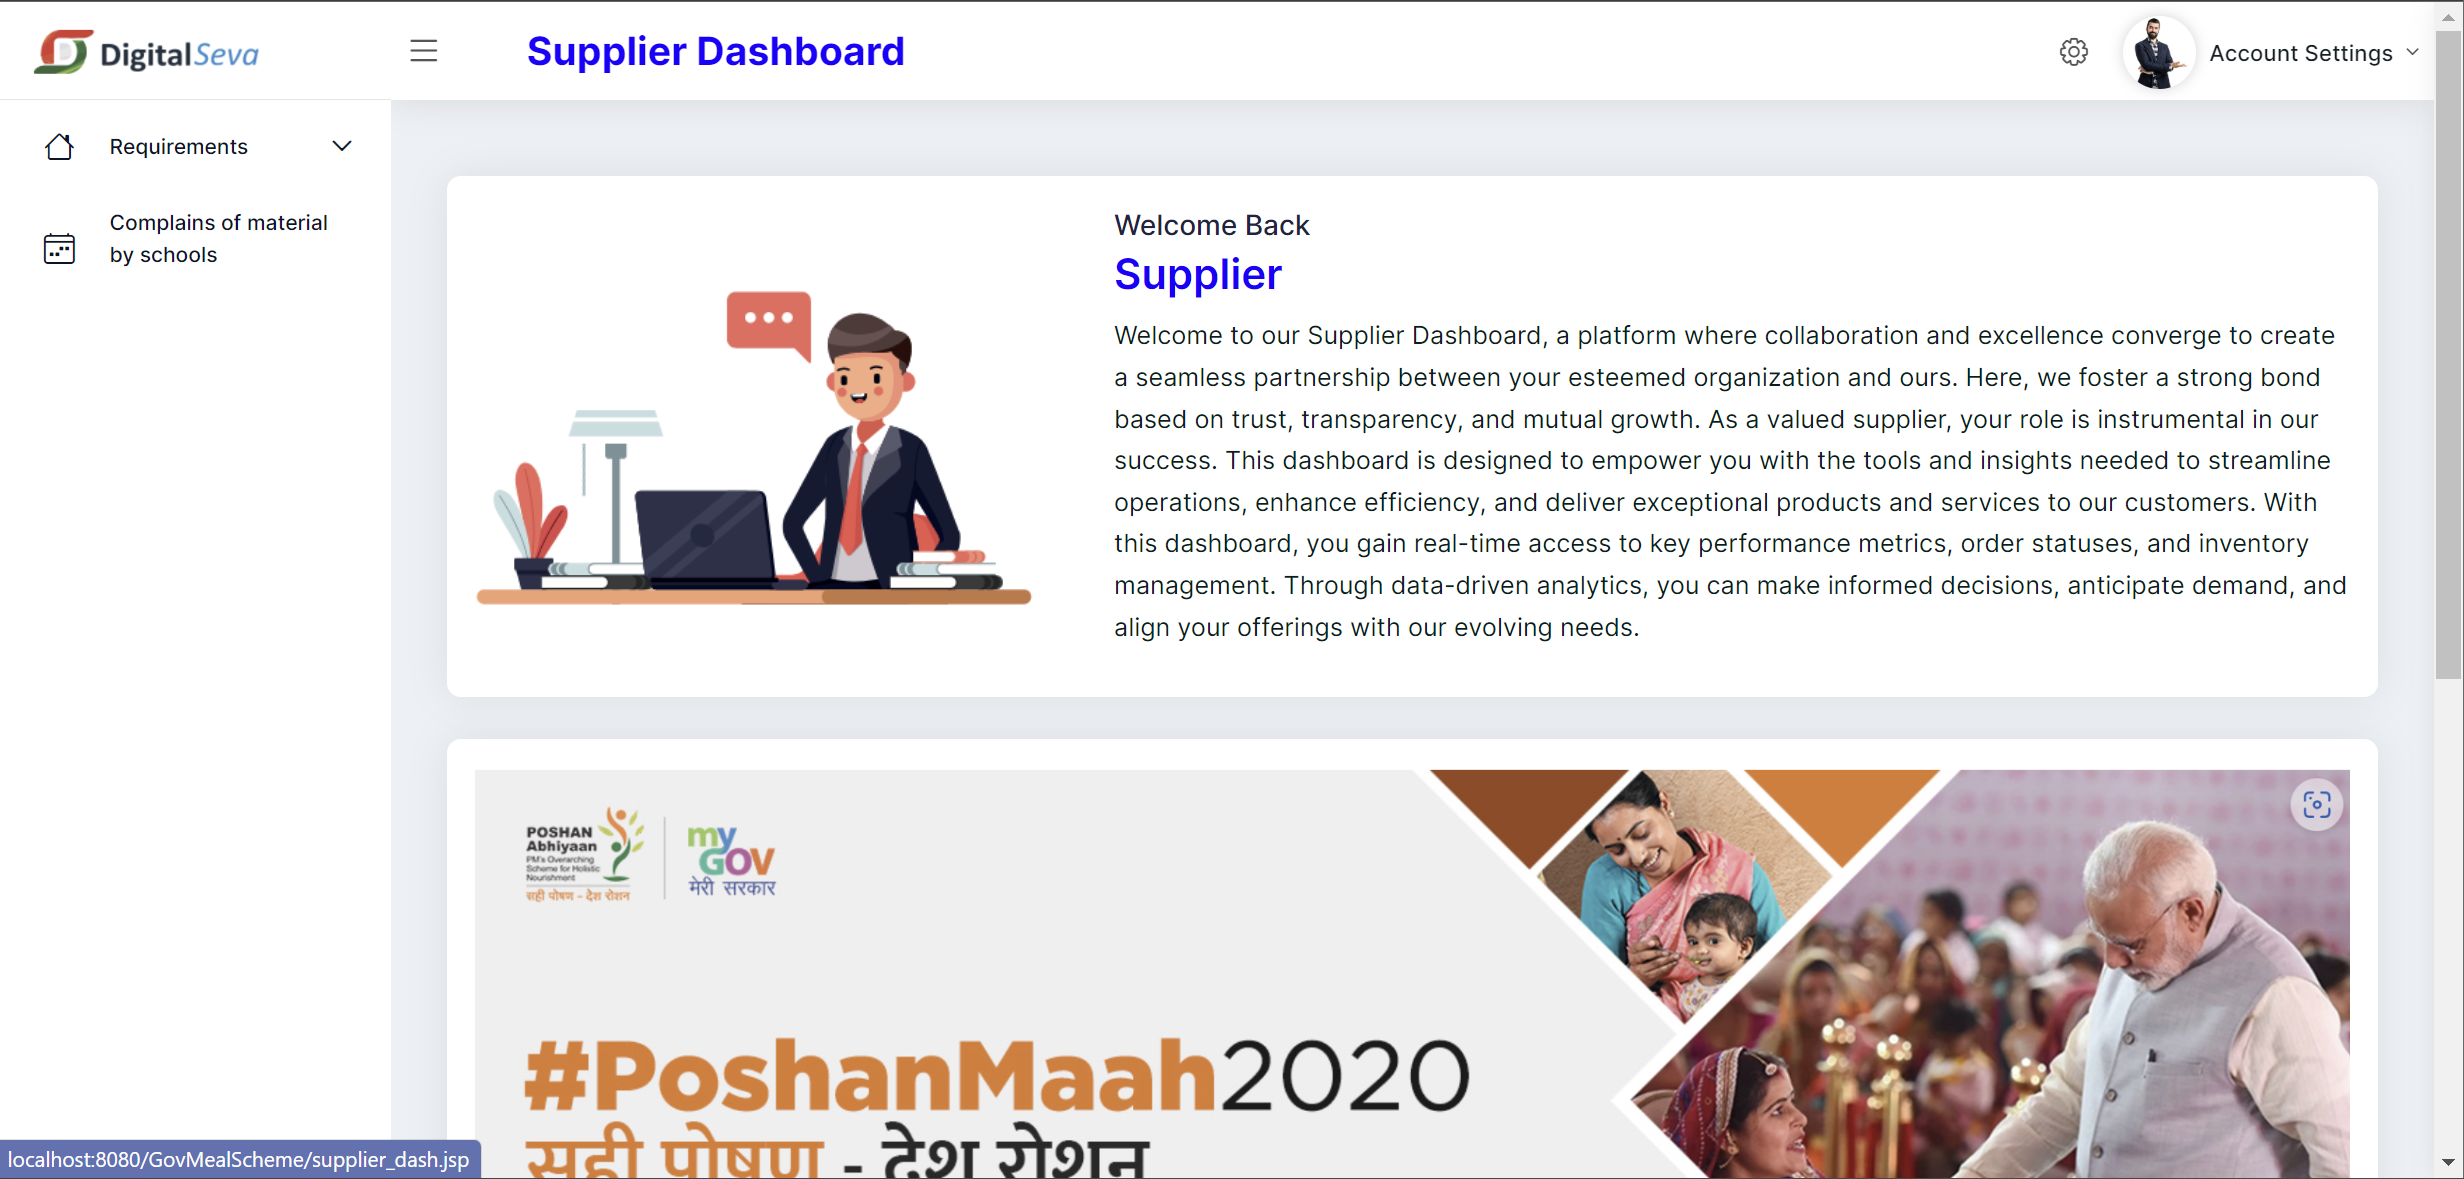 DigitalSeva
Supplier Dashboard
Account Settings
Requirements
Complains of material
by schools
Welcome Back
Supplier
Welcome to our Supplier Dashboard, a platform where collaboration and excellence converge to create
a seamless partnership between your esteemed organization and ours. Here, we foster a strong bond
based on trust, transparency, and mutual growth. As a valued supplier, your role is instrumental in our
success. This dashboard is designed to empower you with the tools and insights needed to streamline
operations, enhance efficiency, and deliver exceptional products and services to our customers. With
this dashboard, you gain real-time access to key performance metrics, order statuses, and inventory
management. Through data-driven analytics, you can make informed decisions, anticipate demand, and
align your offerings with our evolving needs.
POSHAN
Abhiyaan
PM's Overarching
Scheme for Holistic
Nourishment
सही पोषण - देश रोशन
my
GOV
मेरी सरकार
#PoshanMaah2020
सही पोषण - देश रोशन
localhost:8080/GovMealScheme/supplier_dash.jsp